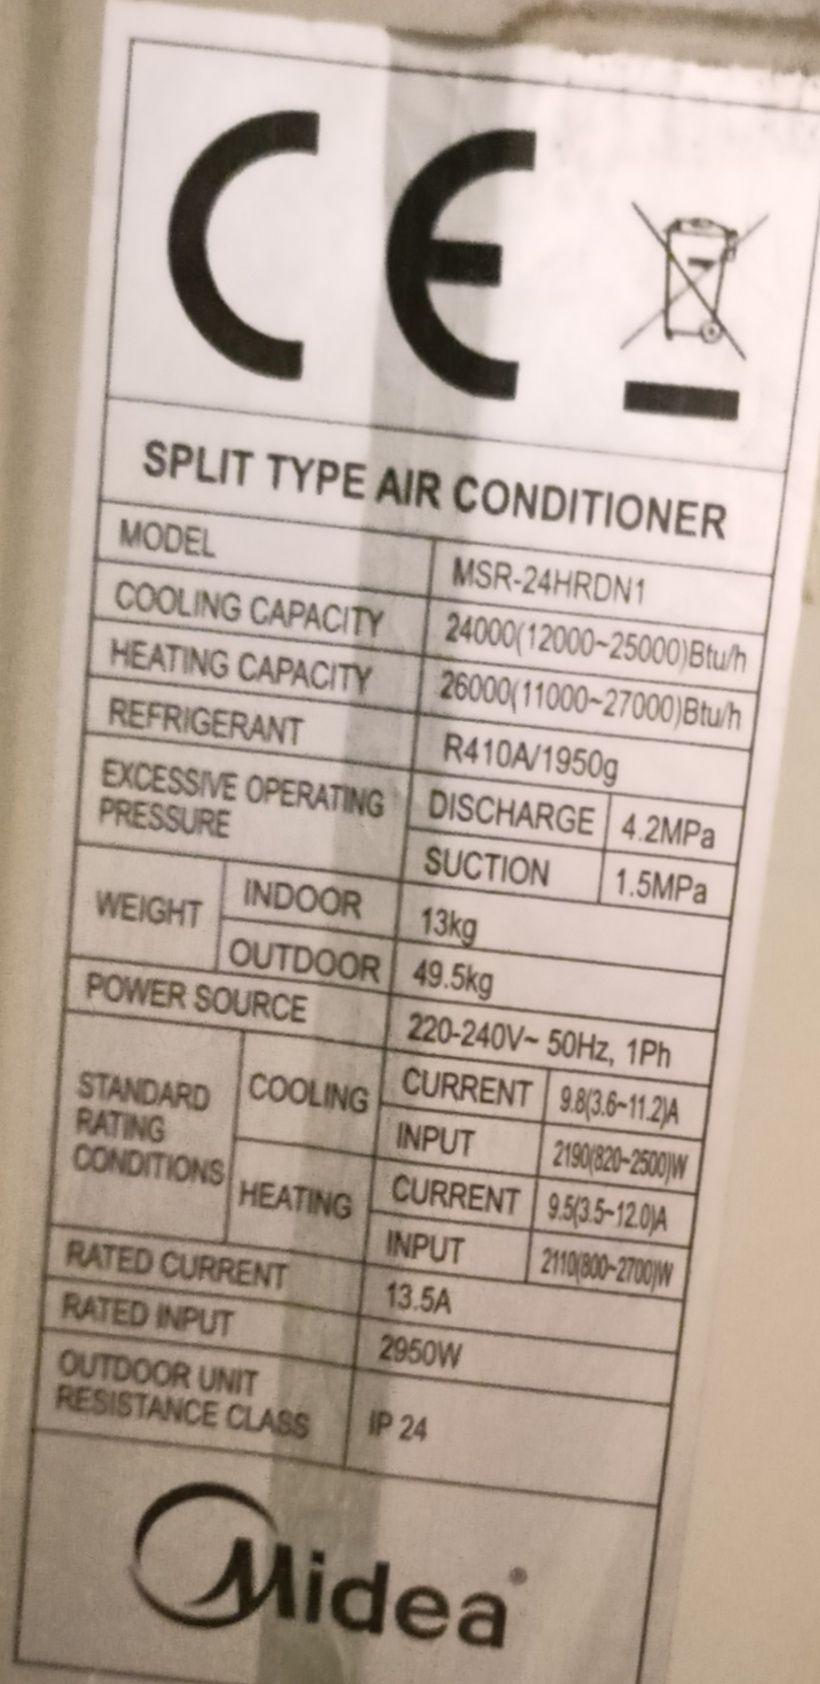 CE
SPLIT TYPE AIR CONDITIONER
MODEL MSR-24HRDN1
COOLING CAPACITY 24000(12000~25000)Btu/h
HEATING CAPACITY 26000(11000~27000)Btu/h
REFRIGERANT R410A/1950g
EXCESSIVE OPERATING PRESSURE DISCHARGE 4.2MPa
SUCTION 1.5MPa
WEIGHT INDOOR 13kg
OUTDOOR 49.5kg
POWER SOURCE 220-240V~ 50Hz, 1Ph
STANDARD RATING CONDITIONS COOLING CURRENT 9.8(3.6~11.2)A
INPUT 2190(820~2500)W
HEATING CURRENT 9.5(3.5~12.0)A
INPUT 2110(800~2700)W
RATED CURRENT 13.5A
RATED INPUT 2950W
OUTDOOR UNIT RESISTANCE CLASS IP 24
Midea®